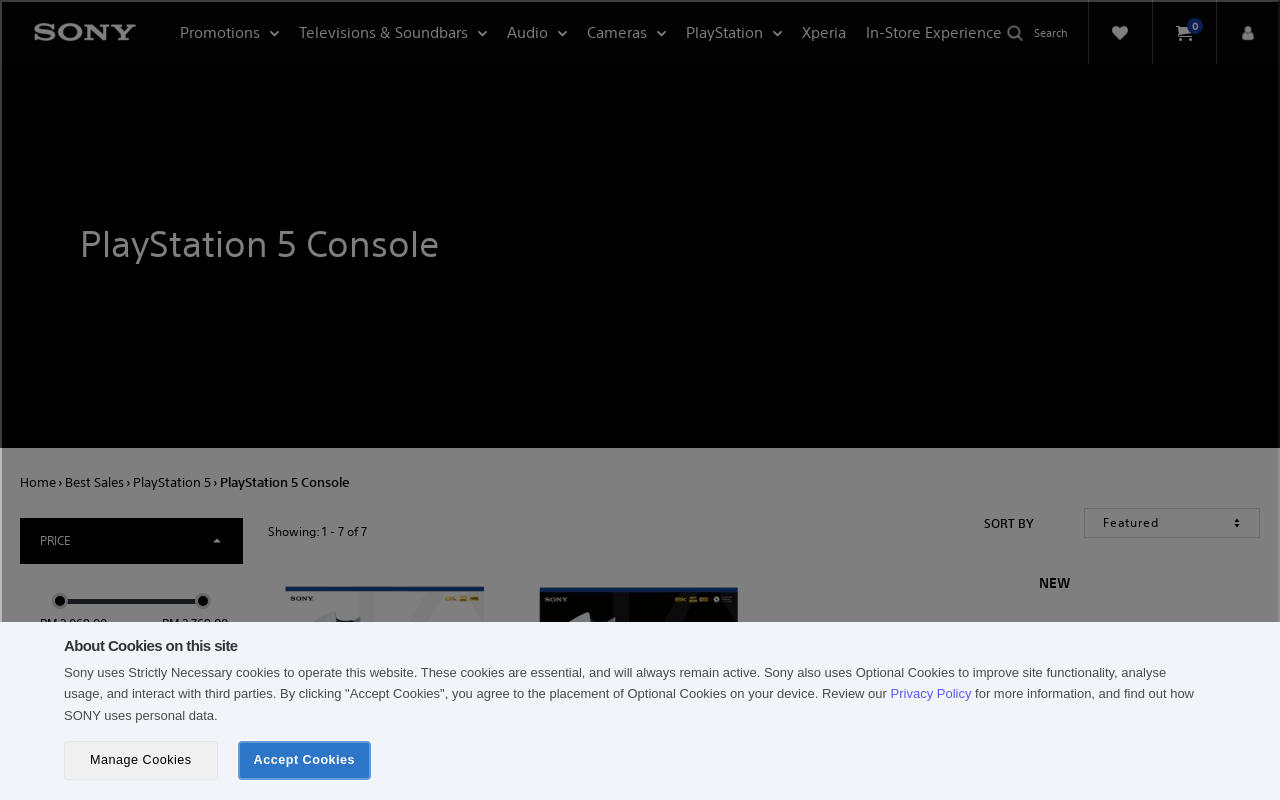 SONY
Promotions
Televisions & Soundbars
Audio
Cameras
PlayStation
Xperia
In-Store Experience
Search
0
PlayStation 5 Console
Home › Best Sales › PlayStation 5 › PlayStation 5 Console
PRICE
Showing: 1 - 7 of 7
SORT BY
Featured
NEW
SONY
SONY
About Cookies on this site
Sony uses Strictly Necessary cookies to operate this website. These cookies are essential, and will always remain active. Sony also uses Optional Cookies to improve site functionality, analyse
usage, and interact with third parties. By clicking "Accept Cookies", you agree to the placement of Optional Cookies on your device. Review our Privacy Policy for more information, and find out how
SONY uses personal data.
Manage Cookies
Accept Cookies